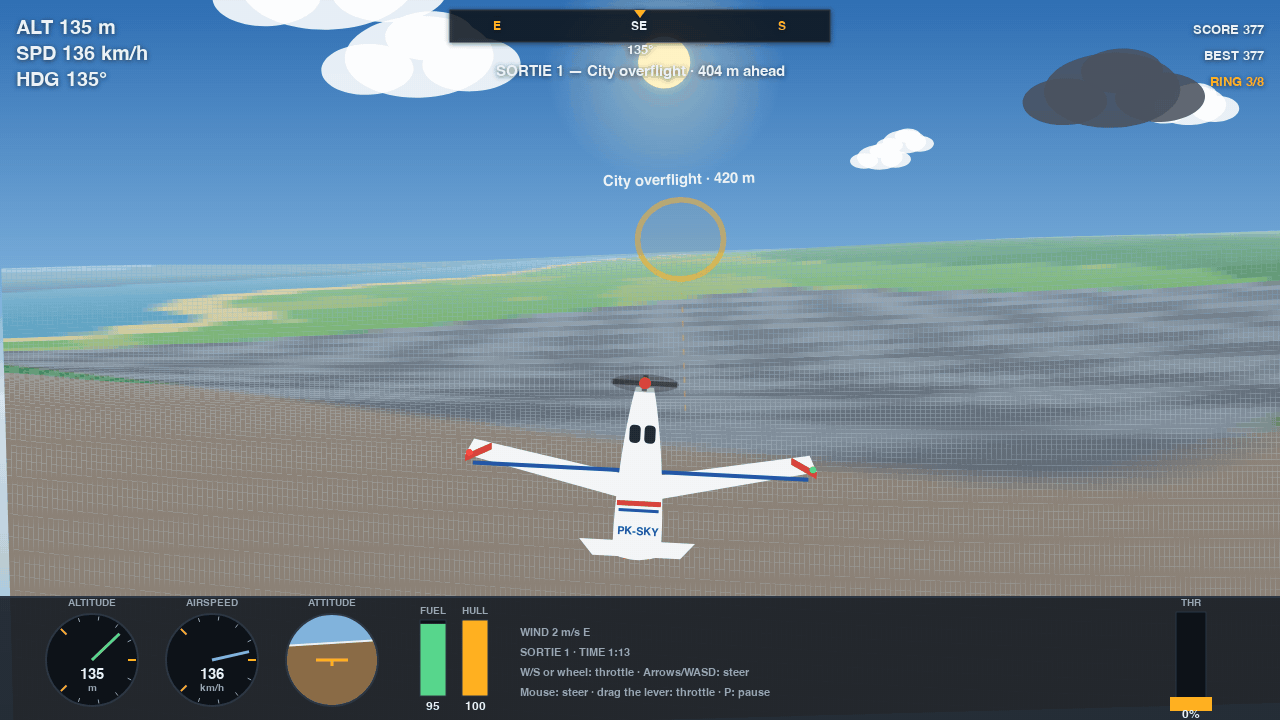 ALT 135 m
SPD 136 km/h
HDG 135°
E SE S
135°
SORTIE 1 — City overflight · 404 m ahead
SCORE 377
BEST 377
RING 3/8
City overflight · 420 m
PK-SKY
ALTITUDE
135
m
AIRSPEED
136
km/h
ATTITUDE
FUEL
95
HULL
100
WIND 2 m/s E
SORTIE 1 · TIME 1:13
W/S or wheel: throttle · Arrows/WASD: steer
Mouse: steer · drag the lever: throttle · P: pause
THR
0%